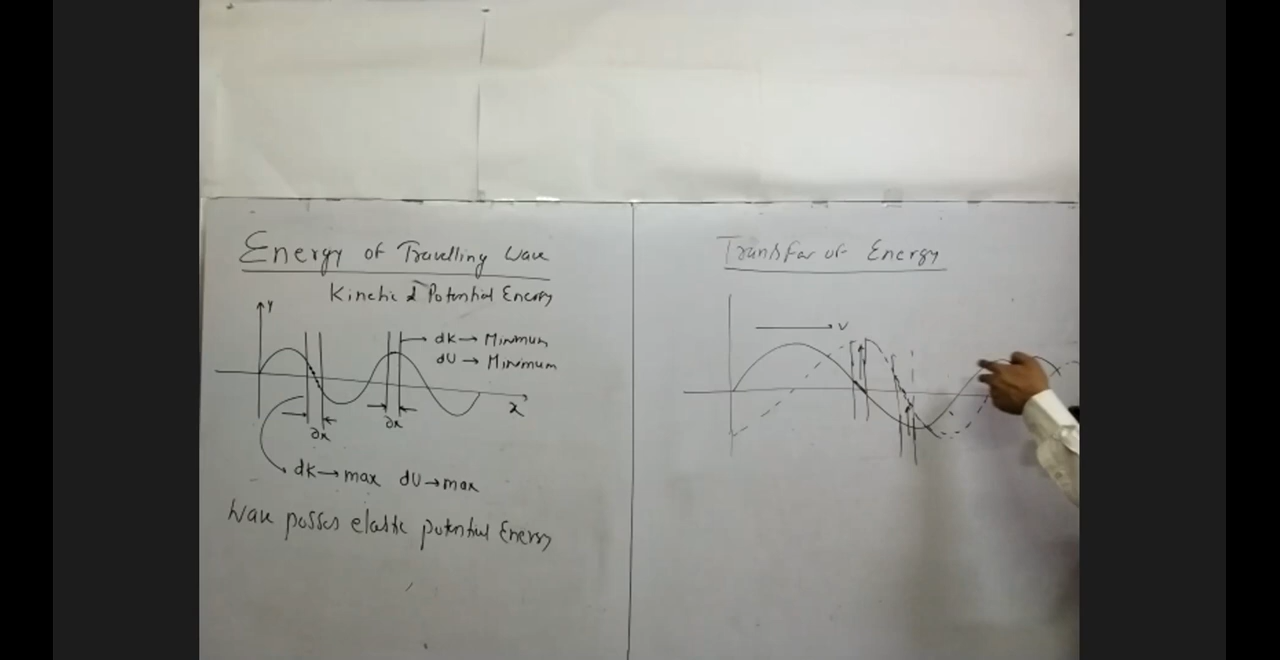 Energy of Travelling Wave
Kinetic & Potential Energy
Y
dK → Minimum
dU → Minimum
x
∂x
∂x
dK → max dU → max
Wave posses elastic potential Energy
Transfar of Energy
v